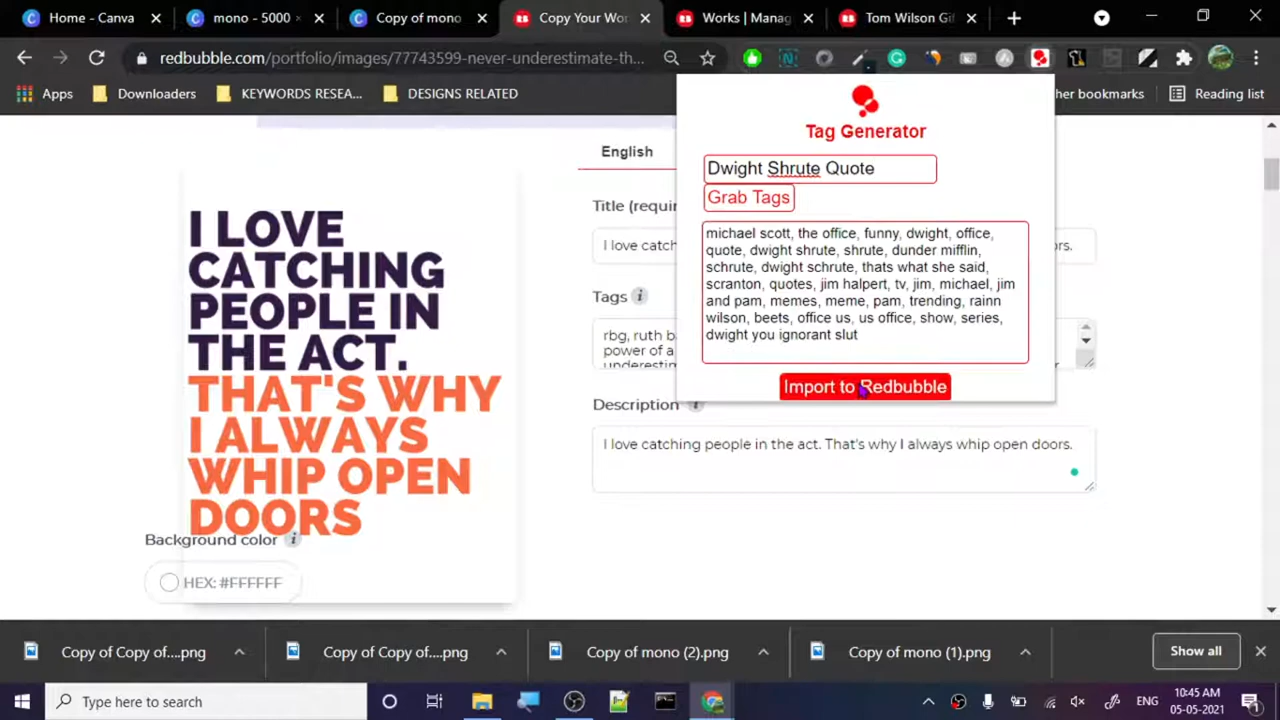 Home - Canva
mono - 5000 ×
Copy of mono
Copy Your Wor
Works | Manag
Tom Wilson Gif
redbubble.com/portfolio/images/77743599-never-underestimate-th...
Apps
Downloaders
KEYWORDS RESEA...
DESIGNS RELATED
her bookmarks
Reading list
Tag Generator
English
Dwight Shrute Quote
Grab Tags
Title (requi
I love catch
rs.
michael scott, the office, funny, dwight, office,
quote, dwight shrute, shrute, dunder mifflin,
schrute, dwight schrute, thats what she said,
scranton, quotes, jim halpert, tv, jim, michael, jim
and pam, memes, meme, pam, trending, rainn
wilson, beets, office us, us office, show, series,
dwight you ignorant slut
Import to Redbubble
Tags
rbg, ruth b
power of a
underestim
Description
I love catching people in the act. That's why I always whip open doors.
I LOVE
CATCHING
PEOPLE IN
THE ACT.
THAT'S WHY
I ALWAYS
WHIP OPEN
DOORS
Background color
HEX: #FFFFFF
Copy of Copy of....png
Copy of Copy of....png
Copy of mono (2).png
Copy of mono (1).png
Show all
Type here to search
ENG
10:45 AM
05-05-2021